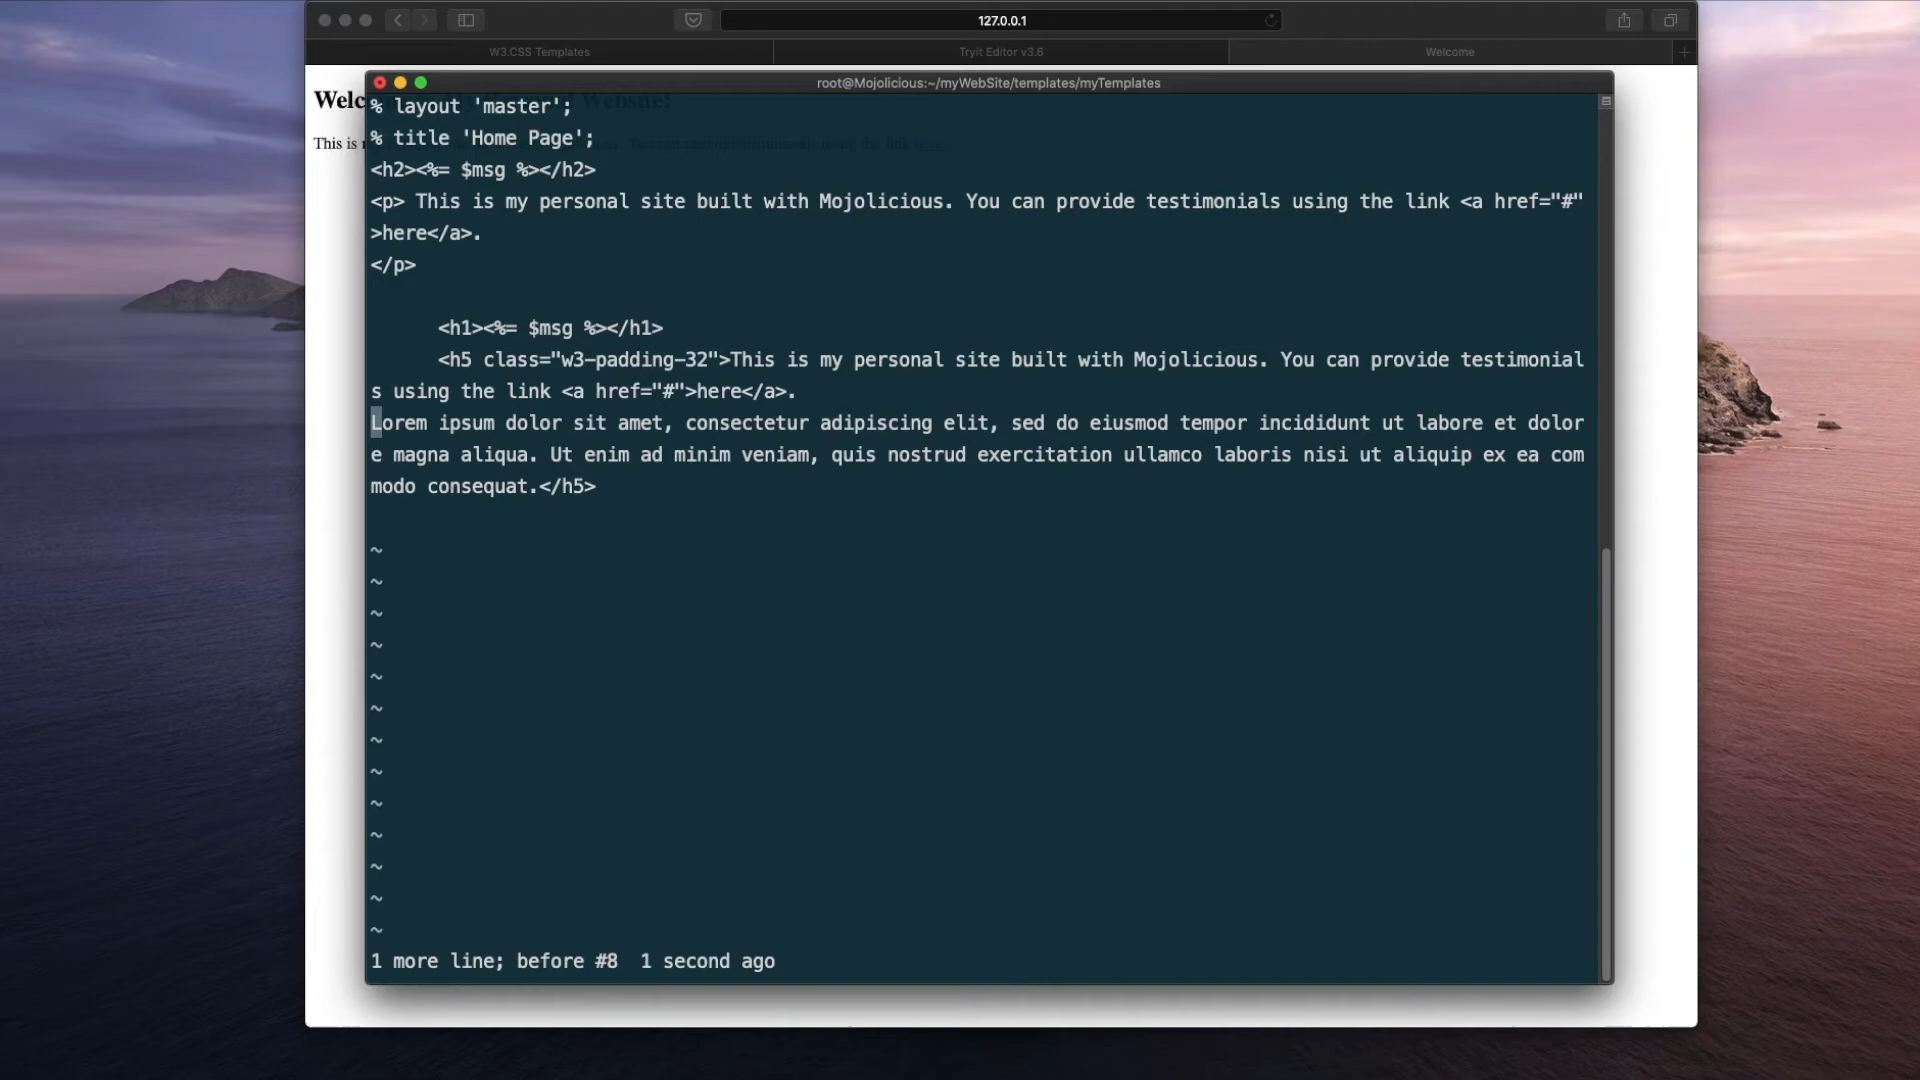 127.0.0.1
W3.CSS Templates
Tryit Editor v3.6
Welcome
root@Mojolicious:~/myWebSite/templates/myTemplates
% layout 'master';
% title 'Home Page';
<h2><%= $msg %></h2>
<p> This is my personal site built with Mojolicious. You can provide testimonials using the link <a href="#"
>here</a>.
</p>
<h1><%= $msg %></h1>
<h5 class="w3-padding-32">This is my personal site built with Mojolicious. You can provide testimonial
s using the link <a href="#">here</a>.
Lorem ipsum dolor sit amet, consectetur adipiscing elit, sed do eiusmod tempor incididunt ut labore et dolor
e magna aliqua. Ut enim ad minim veniam, quis nostrud exercitation ullamco laboris nisi ut aliquip ex ea com
modo consequat.</h5>
~
~
~
~
~
~
~
~
~
~
~
~
~
1 more line; before #8  1 second ago
Welc
Website!
This is